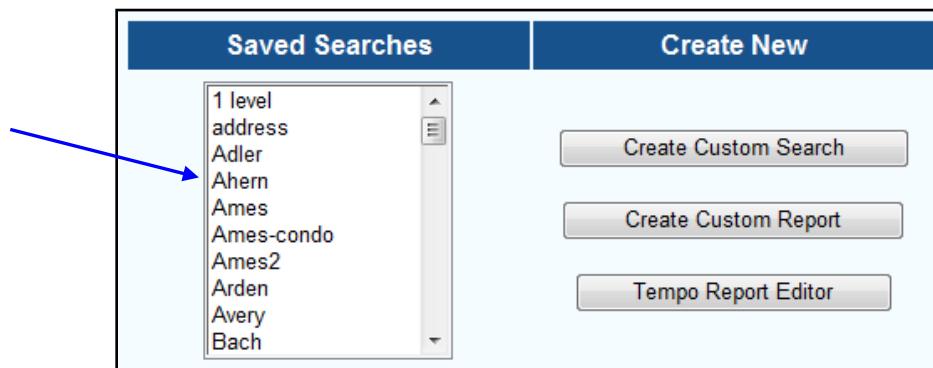 Saved Searches
Create New
1 level
address
Adler
Ahern
Ames
Ames-condo
Ames2
Arden
Avery
Bach
Create Custom Search
Create Custom Report
Tempo Report Editor